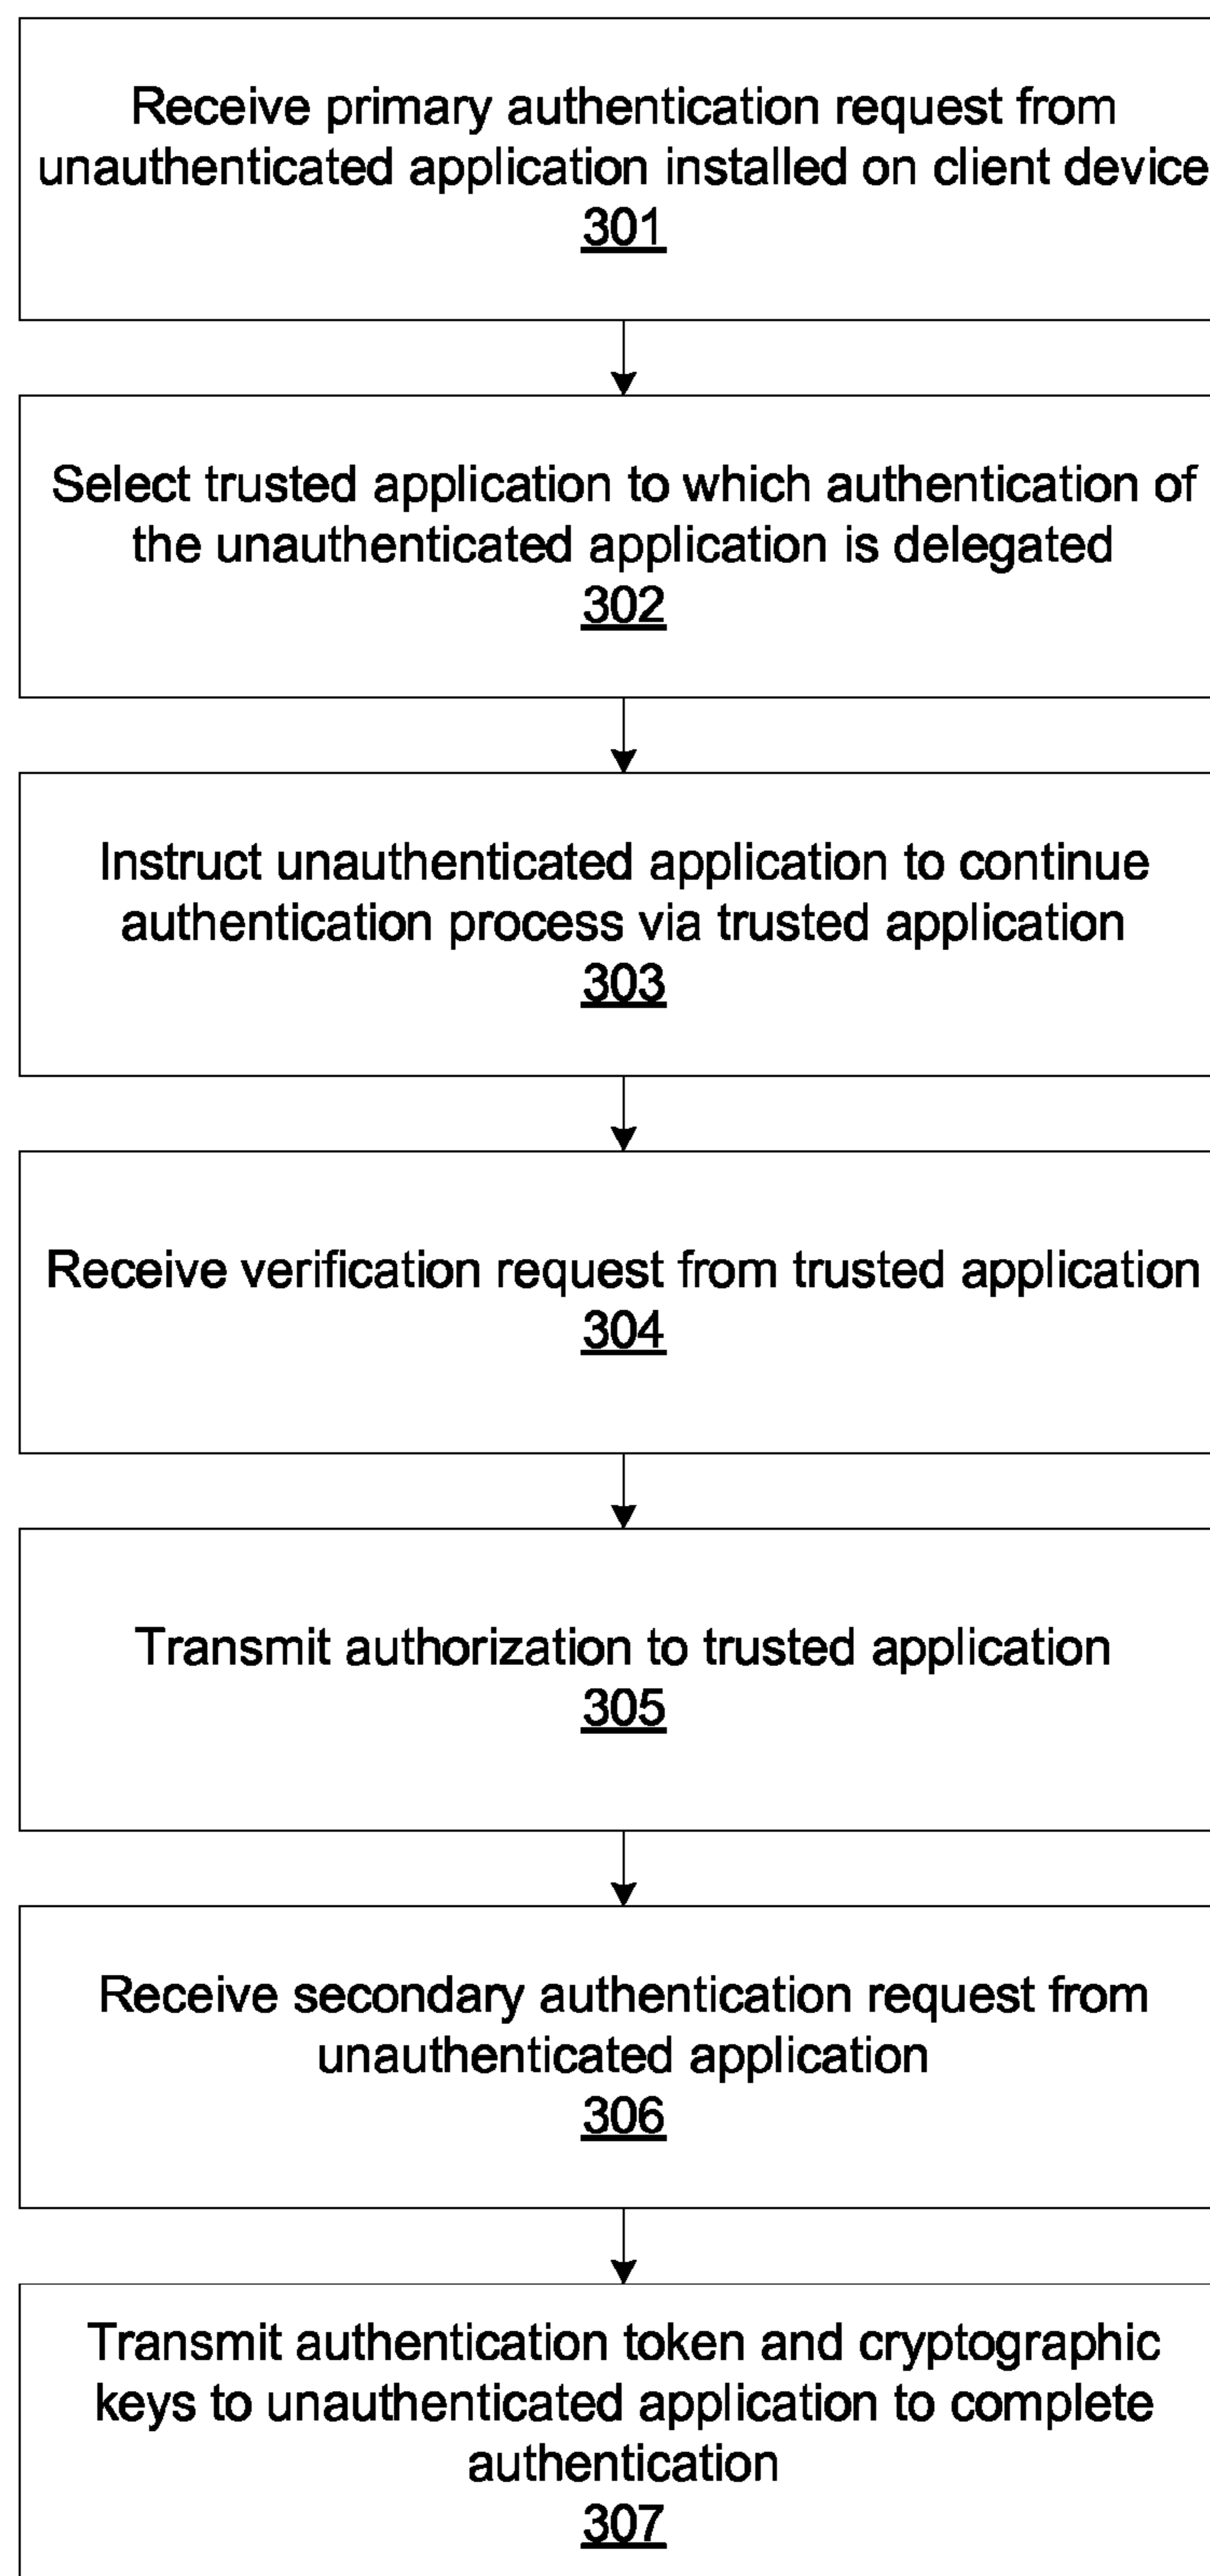 Receive primary authentication request from
unauthenticated application installed on client device
301
Select trusted application to which authentication of
the unauthenticated application is delegated
302
Instruct unauthenticated application to continue
authentication process via trusted application
303
Receive verification request from trusted application
304
Transmit authorization to trusted application
305
Receive secondary authentication request from
unauthenticated application
306
Transmit authentication token and cryptographic
keys to unauthenticated application to complete
authentication
307